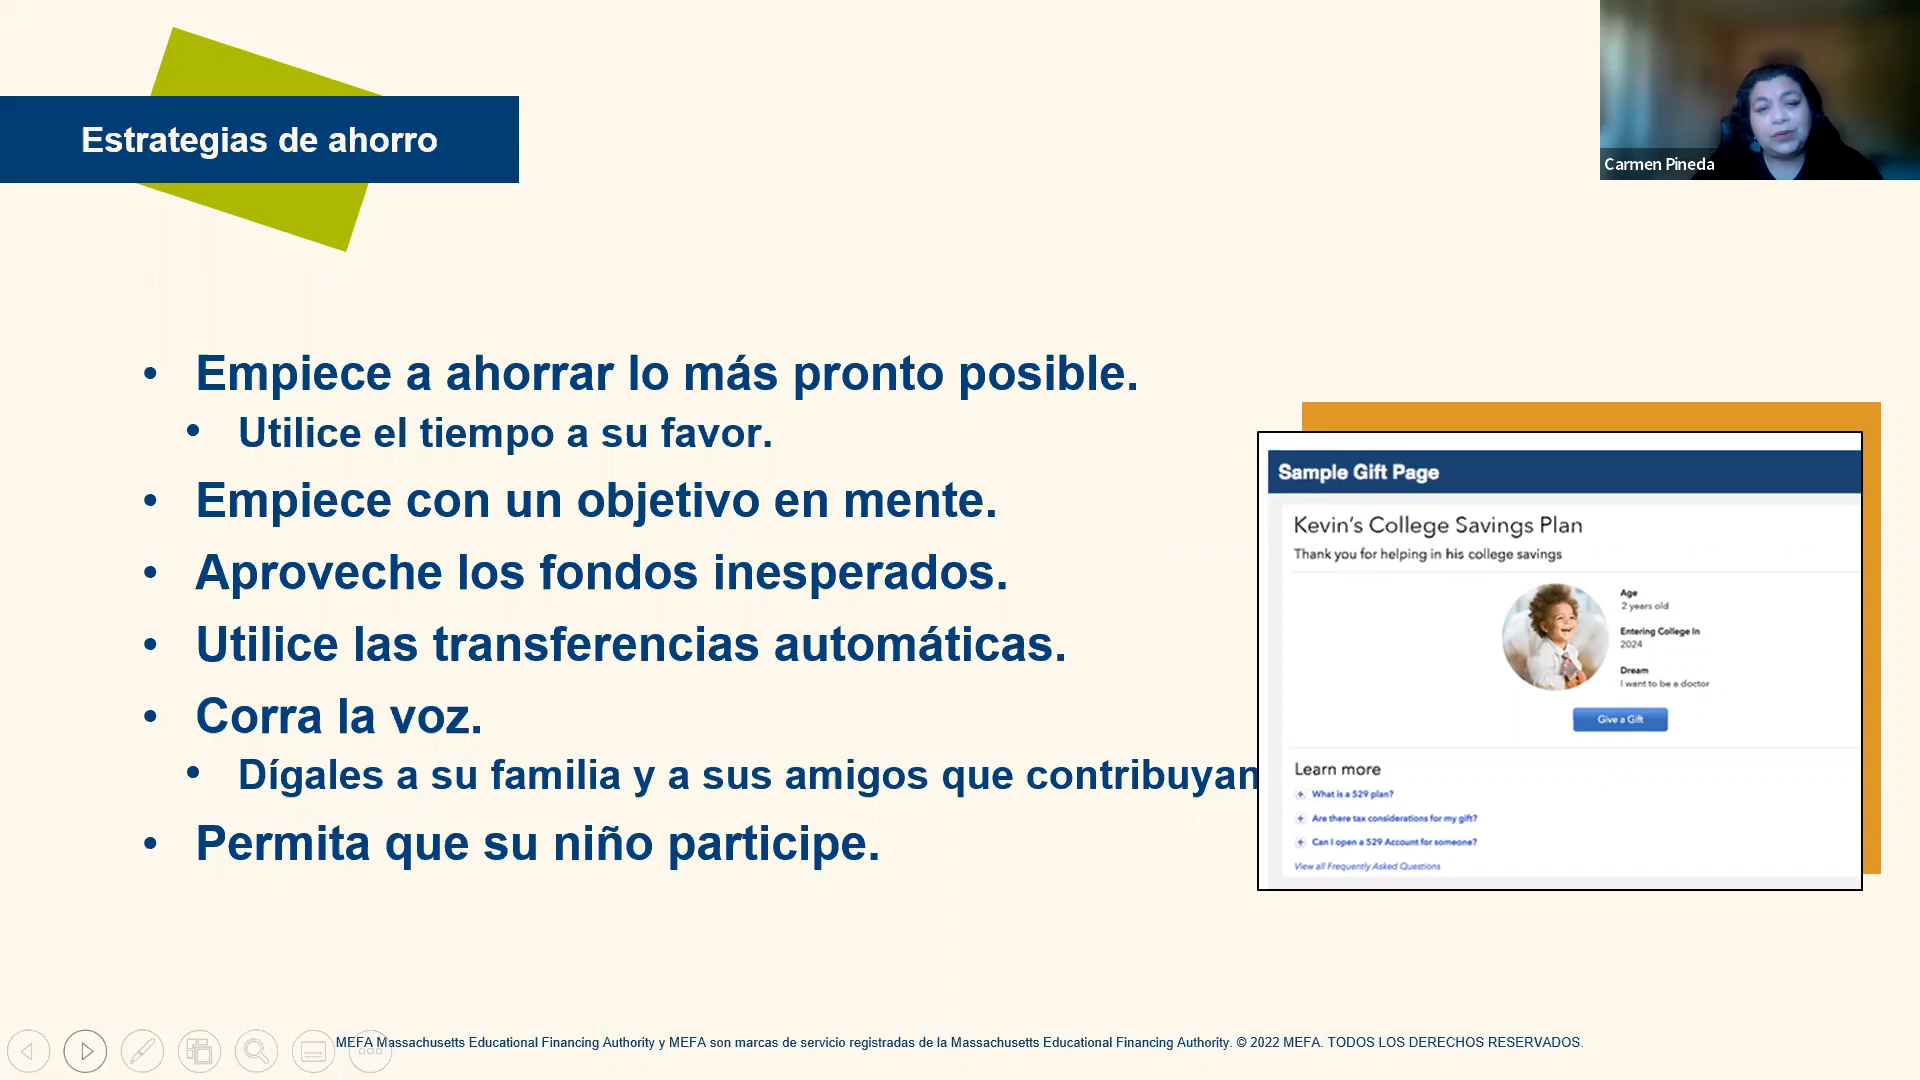 Estrategias de ahorro
Carmen Pineda
• Empiece a ahorrar lo más pronto posible.
• Utilice el tiempo a su favor.
• Empiece con un objetivo en mente.
• Aproveche los fondos inesperados.
• Utilice las transferencias automáticas.
• Corra la voz.
• Dígales a su familia y a sus amigos que contribuyan
• Permita que su niño participe.
Sample Gift Page
Kevin's College Savings Plan
Thank you for helping in his college savings
Age
2 years old
Entering College In
2024
Dream
I want to be a doctor
Give a Gift
Learn more
What is a 529 plan?
Are there tax considerations for my gift?
Can I open a 529 Account for someone?
View all Frequently Asked Questions
MEFA Massachusetts Educational Financing Authority y MEFA son marcas de servicio registradas de la Massachusetts Educational Financing Authority. © 2022 MEFA. TODOS LOS DERECHOS RESERVADOS.